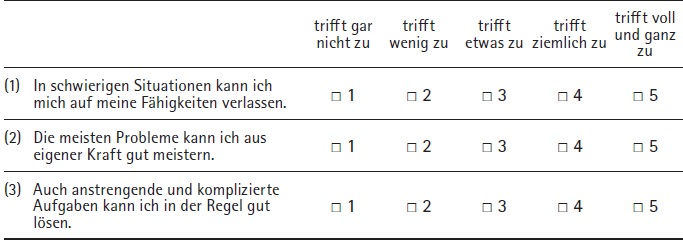 trifft gar nicht zu
trifft wenig zu
trifft etwas zu
trifft ziemlich zu
trifft voll und ganz zu
(1) In schwierigen Situationen kann ich
mich auf meine Fähigkeiten verlassen.
□ 1 □ 2 □ 3 □ 4 □ 5
(2) Die meisten Probleme kann ich aus
eigener Kraft gut meistern.
□ 1 □ 2 □ 3 □ 4 □ 5
(3) Auch anstrengende und komplizierte
Aufgaben kann ich in der Regel gut
lösen.
□ 1 □ 2 □ 3 □ 4 □ 5